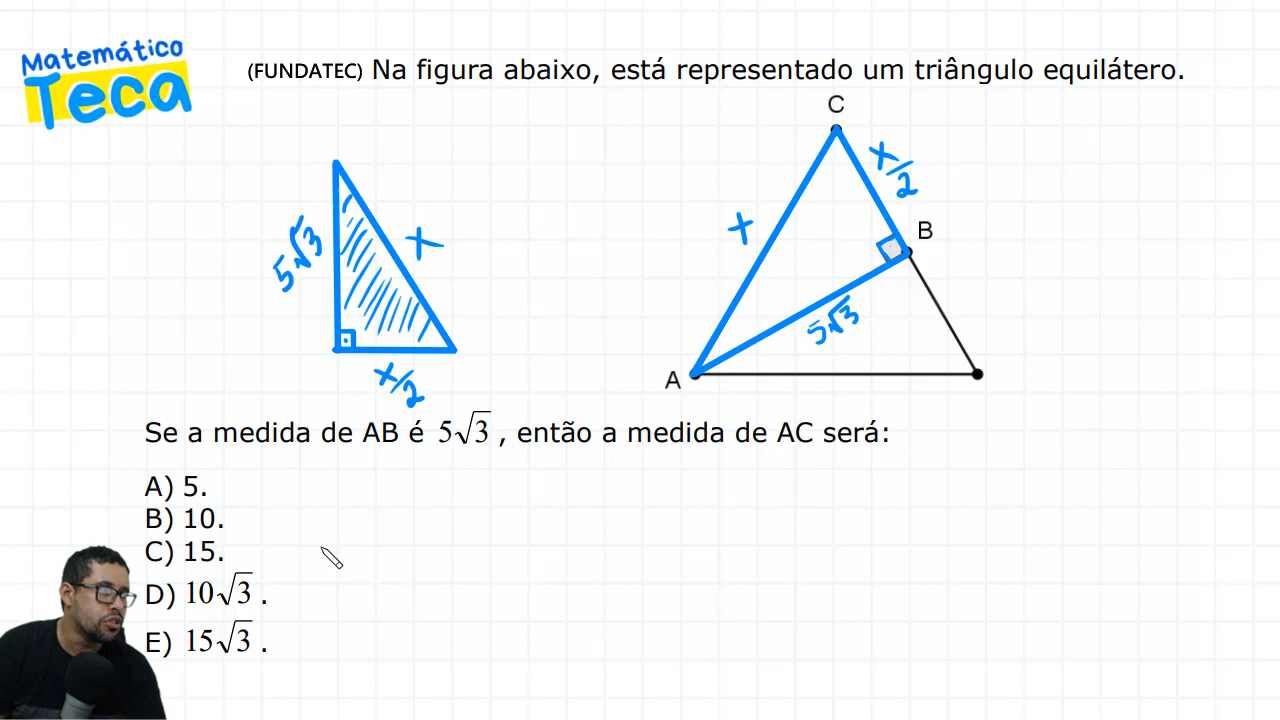 Matemático
Teca
(FUNDATEC) Na figura abaixo, está representado um triângulo equilátero.
C
x/2
5√3
x
x
B
5√3
A
x/2
Se a medida de AB é 5√3 , então a medida de AC será:
A) 5.
B) 10.
C) 15.
D) 10√3 .
E) 15√3 .